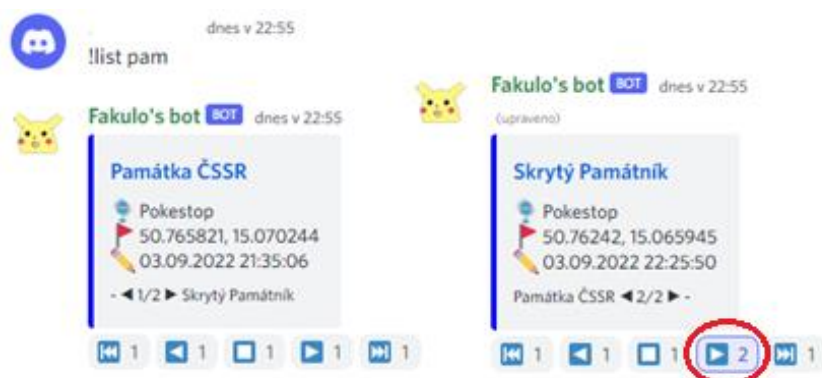 dnes v 22:55
!list pam
Fakulo's bot BOT dnes v 22:55
Památka ČSSR
Pokestop
50.765821, 15.070244
03.09.2022 21:35:06
- ◀ 1/2 ▶ Skrytý Památník
1 1 1 1 1
Fakulo's bot BOT dnes v 22:55
(upraveno)
Skrytý Památník
Pokestop
50.76242, 15.065945
03.09.2022 22:25:50
Památka ČSSR ◀ 2/2 ▶ -
1 1 1 2 1